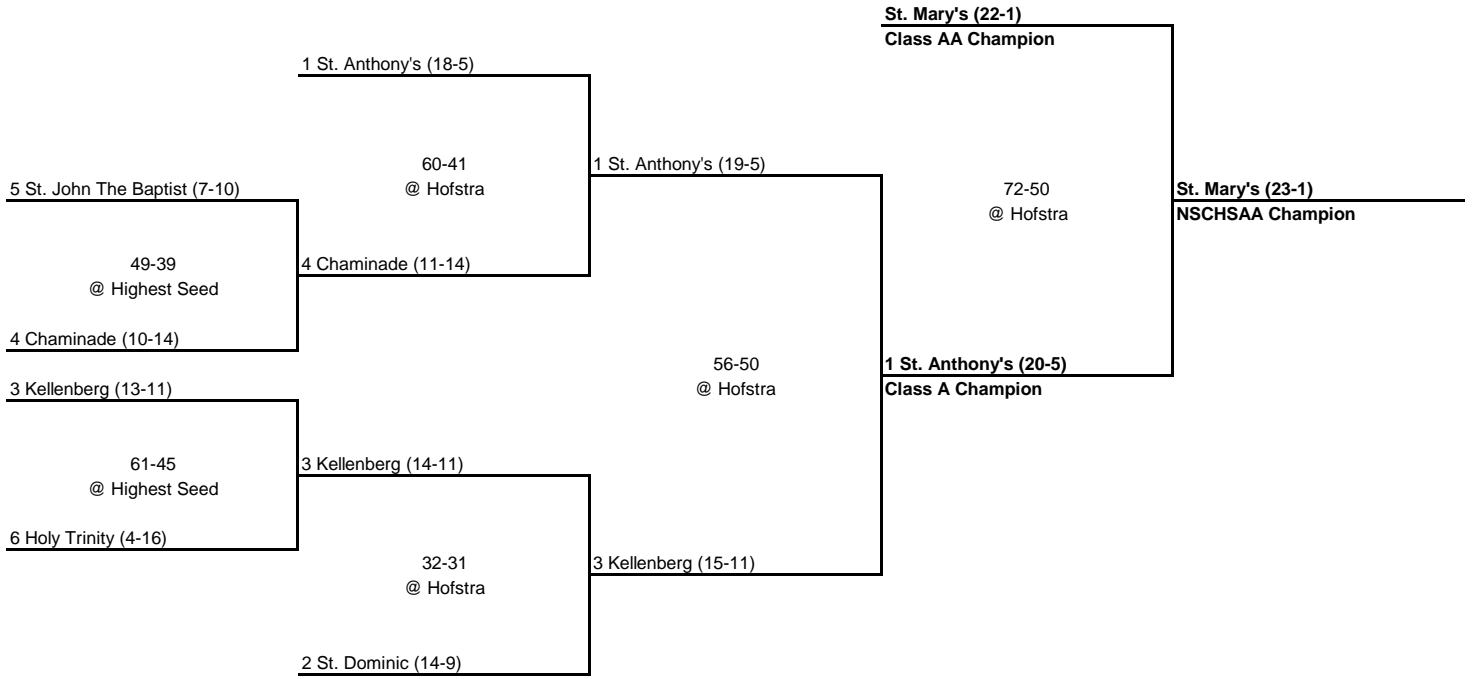 St. Mary's (22-1)
Class AA Champion
1 St. Anthony's (18-5)
60-41
@ Hofstra
1 St. Anthony's (19-5)
5 St. John The Baptist (7-10)
72-50
@ Hofstra
St. Mary's (23-1)
NSCHSAA Champion
49-39
@ Highest Seed
4 Chaminade (11-14)
4 Chaminade (10-14)
56-50
@ Hofstra
1 St. Anthony's (20-5)
Class A Champion
3 Kellenberg (13-11)
61-45
@ Highest Seed
3 Kellenberg (14-11)
6 Holy Trinity (4-16)
32-31
@ Hofstra
3 Kellenberg (15-11)
2 St. Dominic (14-9)